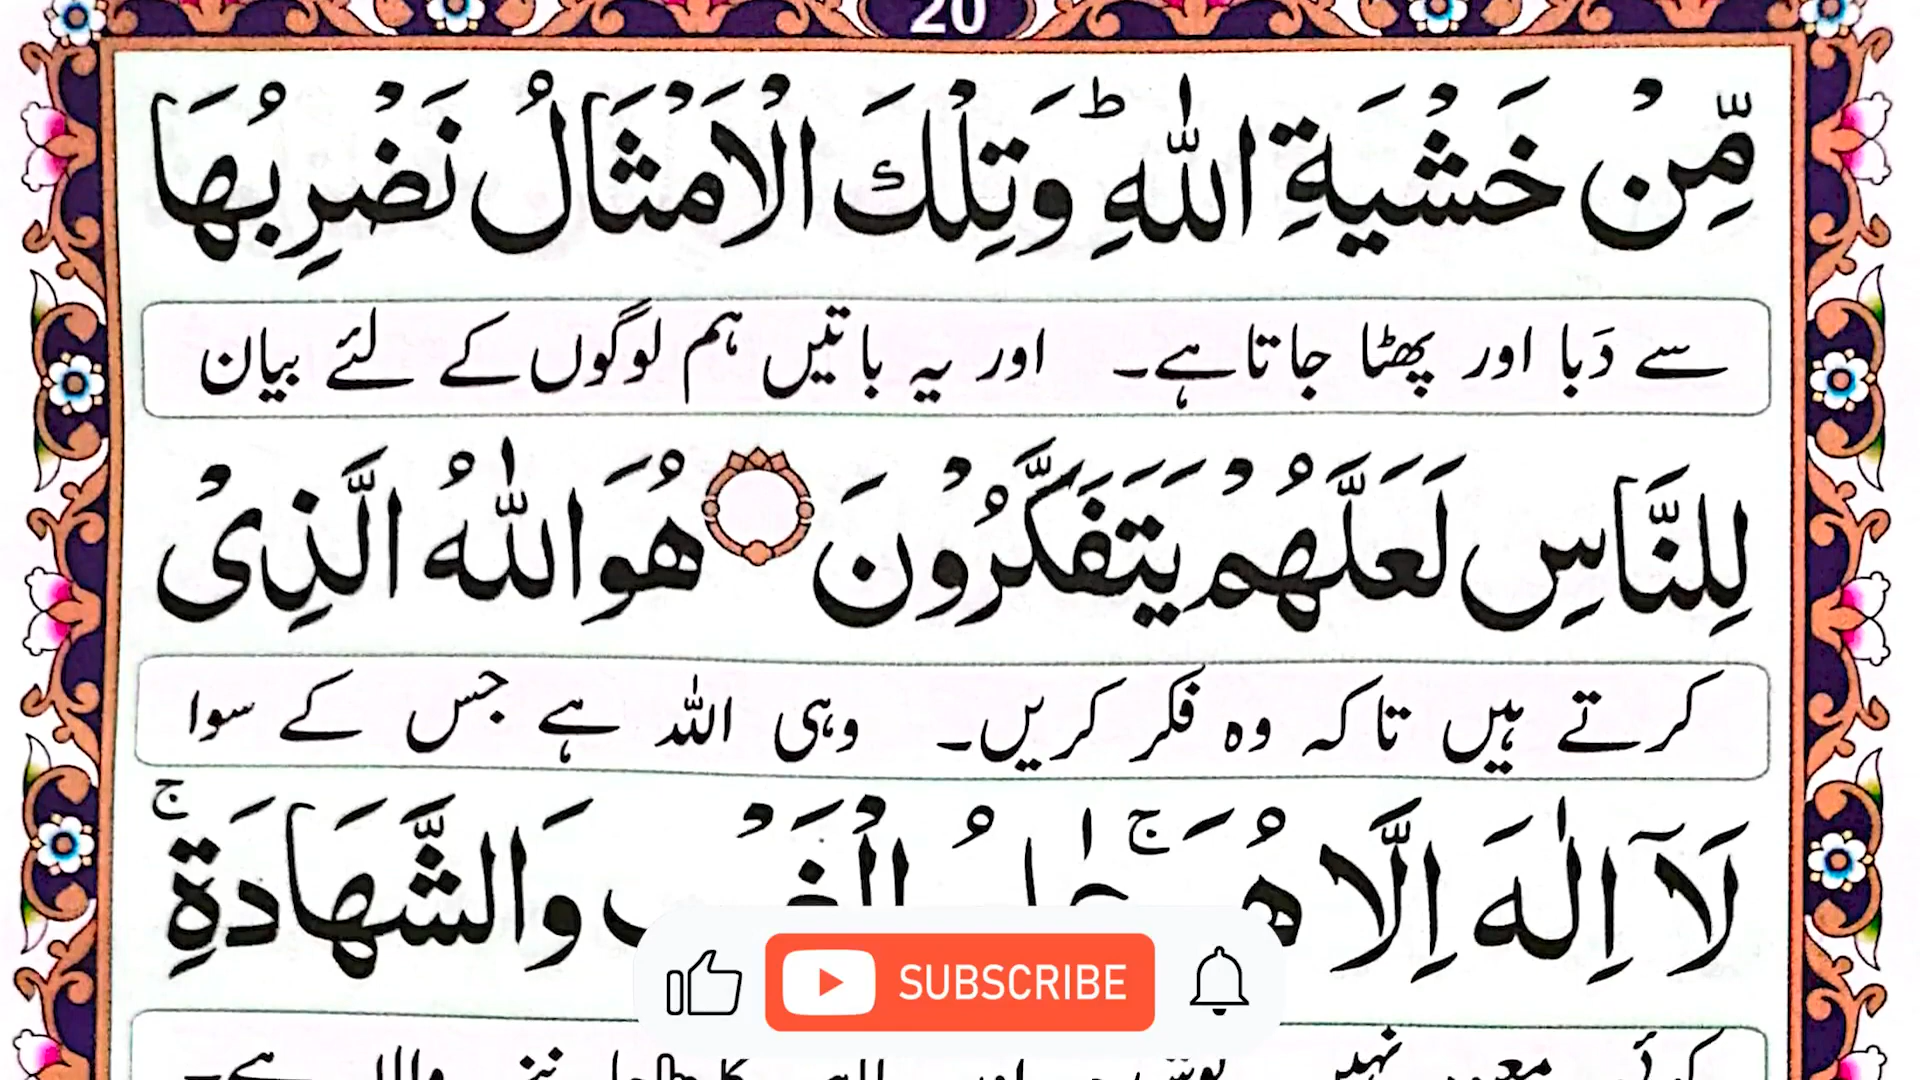 20
مِّنْ خَشْيَةِ اللّٰهِ ؕ وَتِلْكَ الْاَمْثَالُ نَضْرِبُهَا
سے دَبا اور پھٹا جاتا ہے۔ اور یہ باتیں ہم لوگوں کے لئے بیان
لِلنَّاسِ لَعَلَّهُمْ يَتَفَكَّرُوْنَ هُوَ اللّٰهُ الَّذِىْ
کرتے ہیں تاکہ وہ فکر کریں۔ وہی اللہ ہے جس کے سوا
لَآ اِلٰهَ اِلَّا وَالشَّهَادَةِ ۚ
SUBSCRIBE